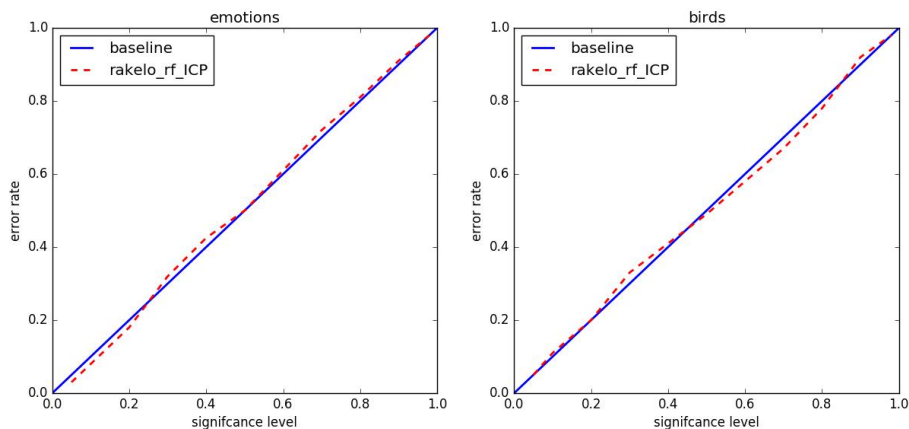 emotions
1.0
0.8
0.6
0.4
0.2
0.0
error rate
baseline
rakelo_rf_ICP
0.0 0.2 0.4 0.6 0.8 1.0
signifcance level
birds
1.0
0.8
0.6
0.4
0.2
0.0
error rate
baseline
rakelo_rf_ICP
0.0 0.2 0.4 0.6 0.8 1.0
signifcance level